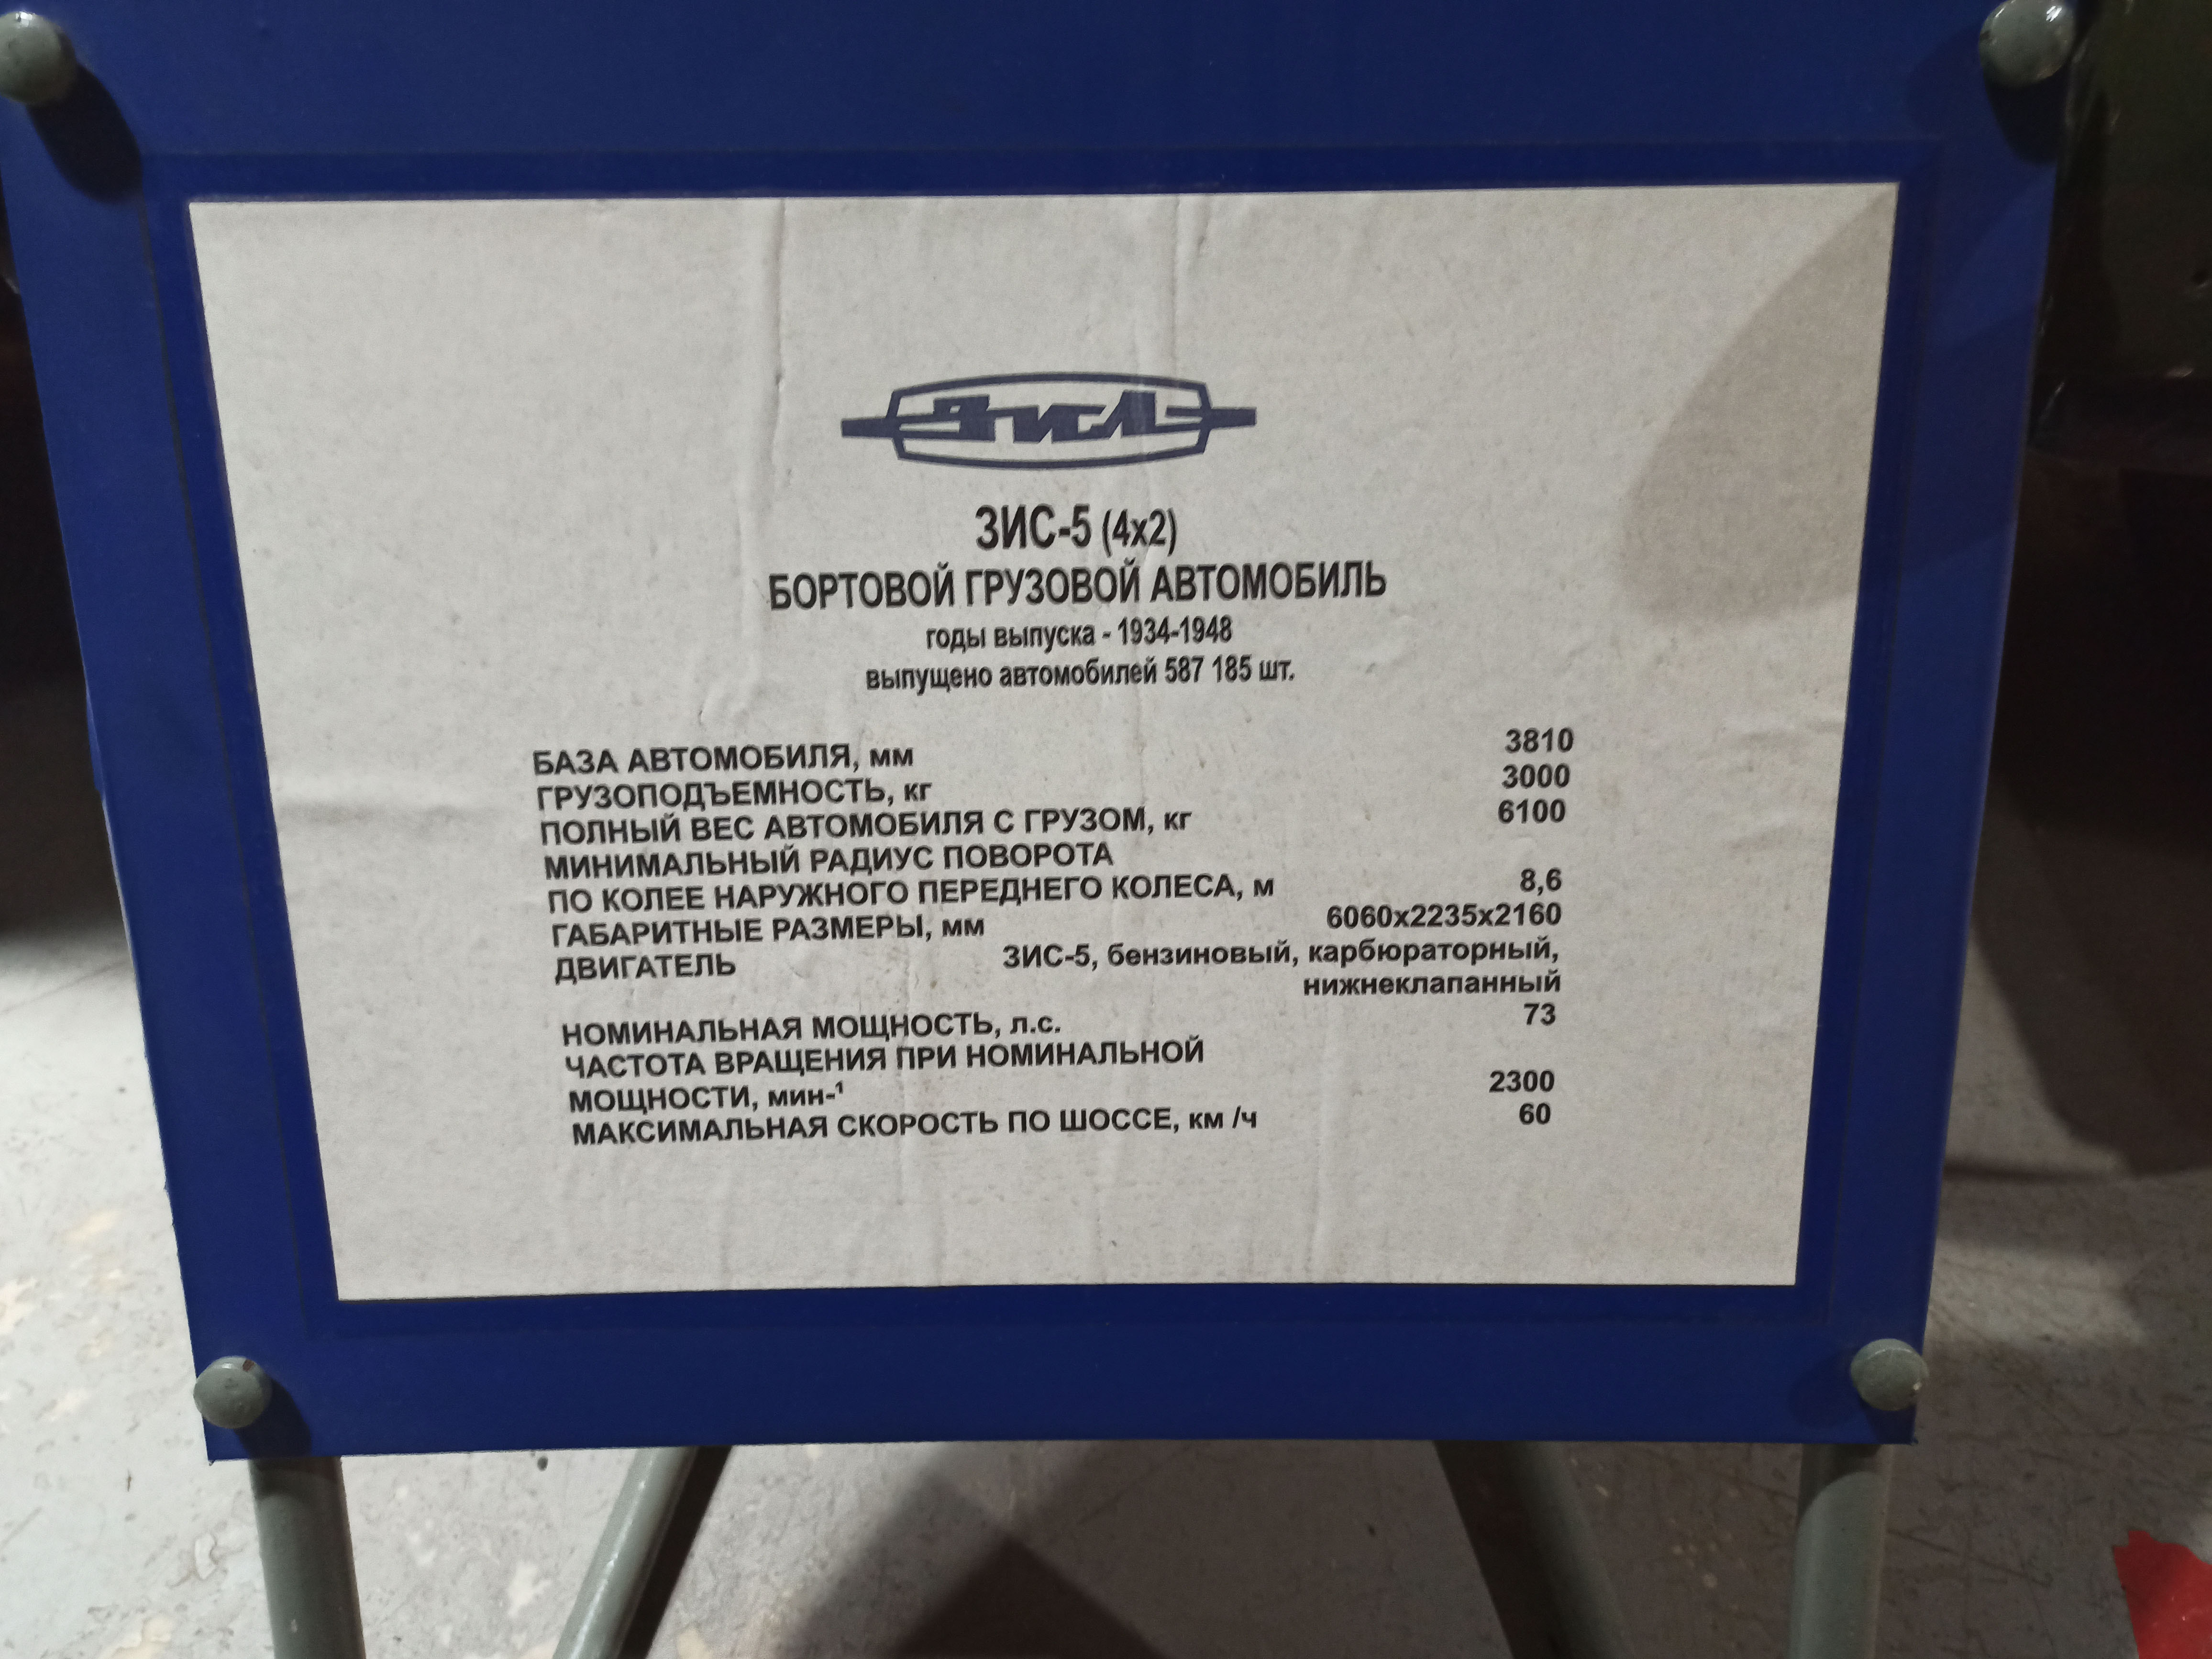 ЗИЛ
ЗИС-5 (4х2)
БОРТОВОЙ ГРУЗОВОЙ АВТОМОБИЛЬ
годы выпуска - 1934-1948
выпущено автомобилей 587 185 шт.
БАЗА АВТОМОБИЛЯ, мм 3810
ГРУЗОПОДЪЕМНОСТЬ, кг 3000
ПОЛНЫЙ ВЕС АВТОМОБИЛЯ С ГРУЗОМ, кг 6100
МИНИМАЛЬНЫЙ РАДИУС ПОВОРОТА
ПО КОЛЕЕ НАРУЖНОГО ПЕРЕДНЕГО КОЛЕСА, м 8,6
ГАБАРИТНЫЕ РАЗМЕРЫ, мм 6060х2235х2160
ДВИГАТЕЛЬ ЗИС-5, бензиновый, карбюраторный,
нижнеклапанный
НОМИНАЛЬНАЯ МОЩНОСТЬ, л.с. 73
ЧАСТОТА ВРАЩЕНИЯ ПРИ НОМИНАЛЬНОЙ
МОЩНОСТИ, мин-¹ 2300
МАКСИМАЛЬНАЯ СКОРОСТЬ ПО ШОССЕ, км /ч 60